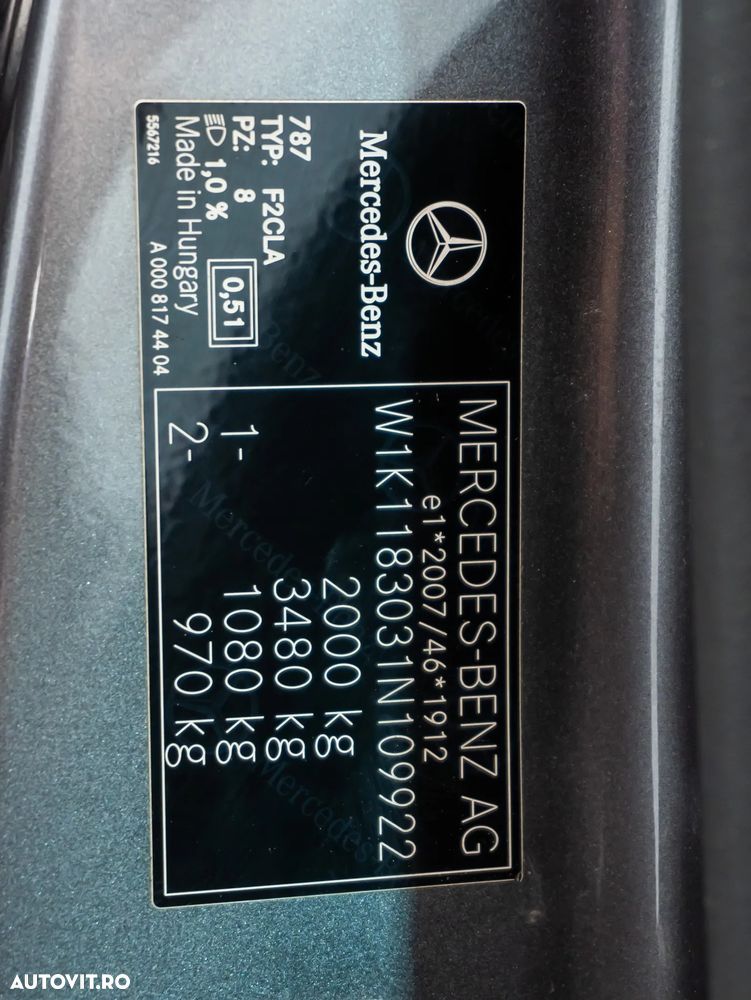 Mercedes-Benz
787
TYP: F2CLA
PZ: 8
1,0 %
0,51
Made in Hungary
5567216
A 000 817 44 04
MERCEDES-BENZ AG
e1*2007/46*1912
W1K1183031N109922
2000 kg
3480 kg
1- 1080 kg
2- 970 kg
AUTOVIT.RO